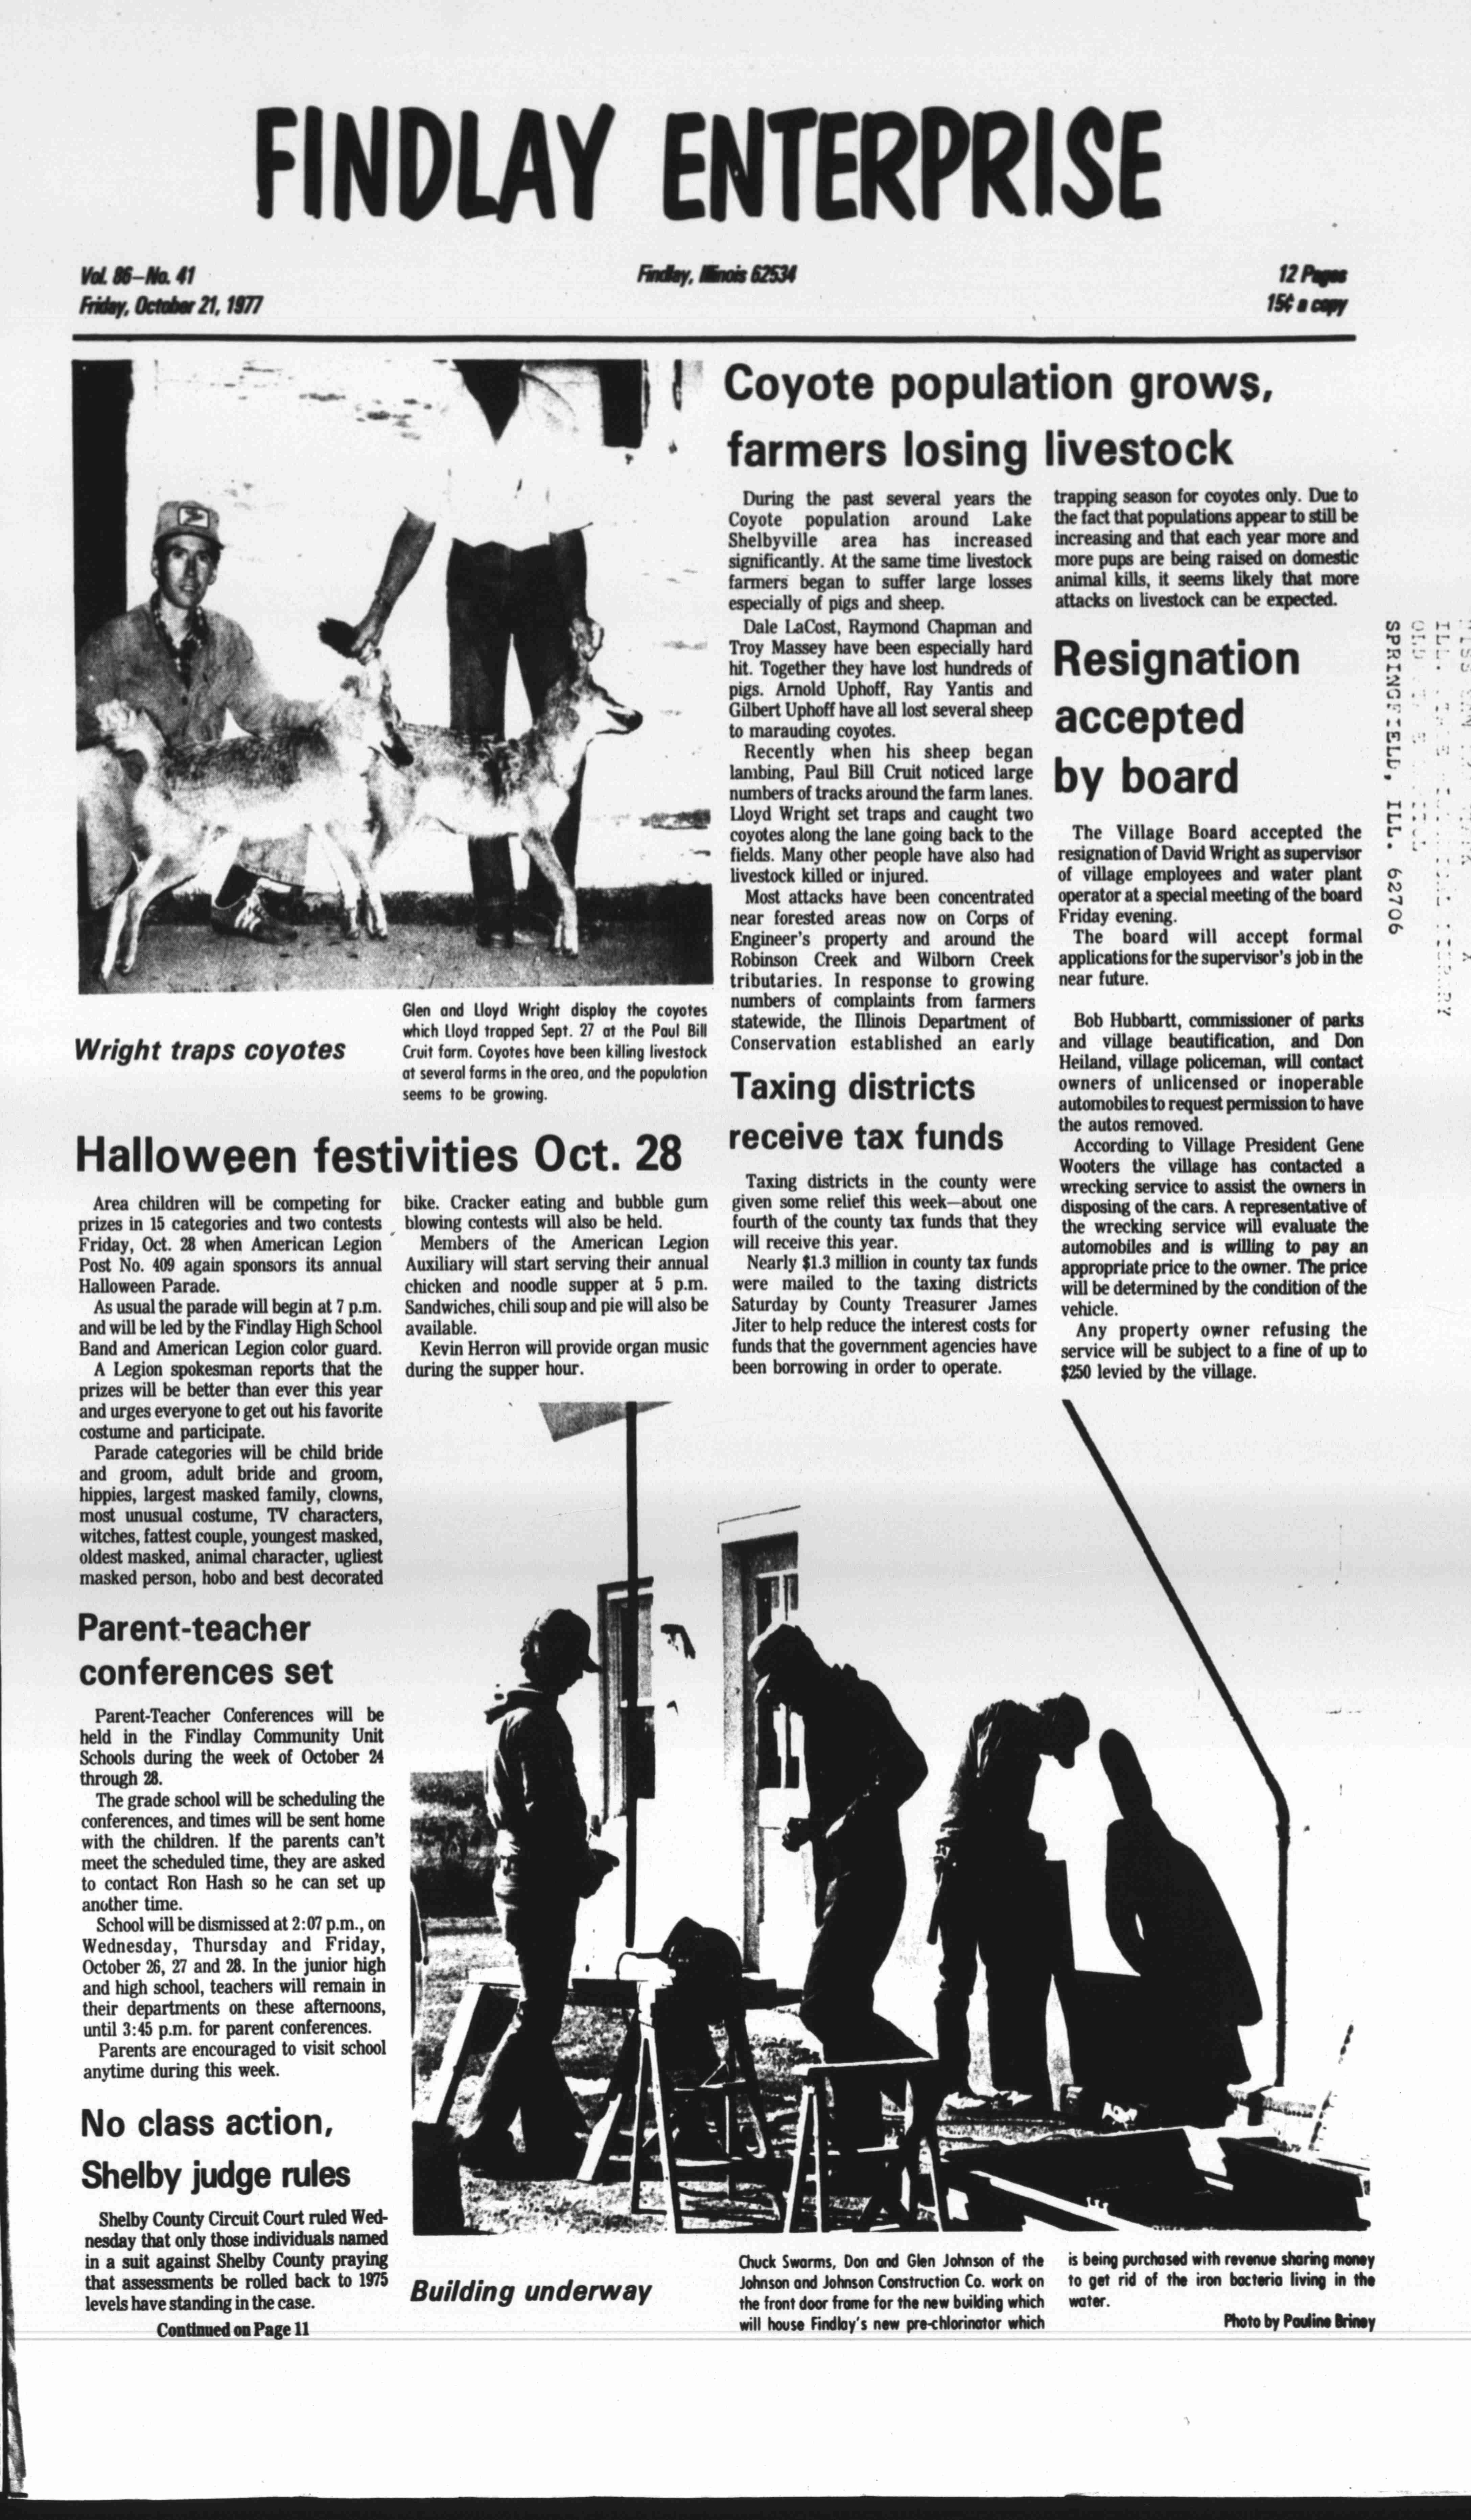 FINDLAY ENTERPRISE
Vol. 86—No. 41
Friday, October 21, 1977
Findlay, Illinois 62534
12 Pages
15¢ a copy
Wright traps coyotes
Glen and Lloyd Wright display the coyotes
which Lloyd trapped Sept. 27 at the Paul Bill
Cruit farm. Coyotes have been killing livestock
at several farms in the area, and the population
seems to be growing.
Coyote population grows,
farmers losing livestock
During the past several years the
Coyote population around Lake
Shelbyville area has increased
significantly. At the same time livestock
farmers began to suffer large losses
especially of pigs and sheep.
Dale LaCost, Raymond Chapman and
Troy Massey have been especially hard
hit. Together they have lost hundreds of
pigs. Arnold Uphoff, Ray Yantis and
Gilbert Uphoff have all lost several sheep
to marauding coyotes.
Recently when his sheep began
lambing, Paul Bill Cruit noticed large
numbers of tracks around the farm lanes.
Lloyd Wright set traps and caught two
coyotes along the lane going back to the
fields. Many other people have also had
livestock killed or injured.
Most attacks have been concentrated
near forested areas now on Corps of
Engineer's property and around the
Robinson Creek and Wilborn Creek
tributaries. In response to growing
numbers of complaints from farmers
statewide, the Illinois Department of
Conservation established an early
trapping season for coyotes only. Due to
the fact that populations appear to still be
increasing and that each year more and
more pups are being raised on domestic
animal kills, it seems likely that more
attacks on livestock can be expected.
Resignation
accepted
by board
The Village Board accepted the
resignation of David Wright as supervisor
of village employees and water plant
operator at a special meeting of the board
Friday evening.
The board will accept formal
applications for the supervisor's job in the
near future.
Bob Hubbartt, commissioner of parks
and village beautification, and Don
Heiland, village policeman, will contact
owners of unlicensed or inoperable
automobiles to request permission to have
the autos removed.
According to Village President Gene
Wooters the village has contacted a
wrecking service to assist the owners in
disposing of the cars. A representative of
the wrecking service will evaluate the
automobiles and is willing to pay an
appropriate price to the owner. The price
will be determined by the condition of the
vehicle.
Any property owner refusing the
service will be subject to a fine of up to
$250 levied by the village.
SPRINGFIELD, ILL. 62706
Taxing districts
receive tax funds
Taxing districts in the county were
given some relief this week—about one
fourth of the county tax funds that they
will receive this year.
Nearly $1.3 million in county tax funds
were mailed to the taxing districts
Saturday by County Treasurer James
Jiter to help reduce the interest costs for
funds that the government agencies have
been borrowing in order to operate.
Halloween festivities Oct. 28
Area children will be competing for
prizes in 15 categories and two contests
Friday, Oct. 28 when American Legion
Post No. 409 again sponsors its annual
Halloween Parade.
As usual the parade will begin at 7 p.m.
and will be led by the Findlay High School
Band and American Legion color guard.
A Legion spokesman reports that the
prizes will be better than ever this year
and urges everyone to get out his favorite
costume and participate.
Parade categories will be child bride
and groom, adult bride and groom,
hippies, largest masked family, clowns,
most unusual costume, TV characters,
witches, fattest couple, youngest masked,
oldest masked, animal character, ugliest
masked person, hobo and best decorated
bike. Cracker eating and bubble gum
blowing contests will also be held.
Members of the American Legion
Auxiliary will start serving their annual
chicken and noodle supper at 5 p.m.
Sandwiches, chili soup and pie will also be
available.
Kevin Herron will provide organ music
during the supper hour.
Parent-teacher
conferences set
Parent-Teacher Conferences will be
held in the Findlay Community Unit
Schools during the week of October 24
through 28.
The grade school will be scheduling the
conferences, and times will be sent home
with the children. If the parents can't
meet the scheduled time, they are asked
to contact Ron Hash so he can set up
another time.
School will be dismissed at 2:07 p.m., on
Wednesday, Thursday and Friday,
October 26, 27 and 28. In the junior high
and high school, teachers will remain in
their departments on these afternoons,
until 3:45 p.m. for parent conferences.
Parents are encouraged to visit school
anytime during this week.
No class action,
Shelby judge rules
Shelby County Circuit Court ruled Wed-
nesday that only those individuals named
in a suit against Shelby County praying
that assessments be rolled back to 1975
levels have standing in the case.
Continued on Page 11
Building underway
Chuck Swarms, Don and Glen Johnson of the
Johnson and Johnson Construction Co. work on
the front door frame for the new building which
will house Findlay's new pre-chlorinator which
is being purchased with revenue sharing money
to get rid of the iron bacteria living in the
water.
Photo by Pauline Briney